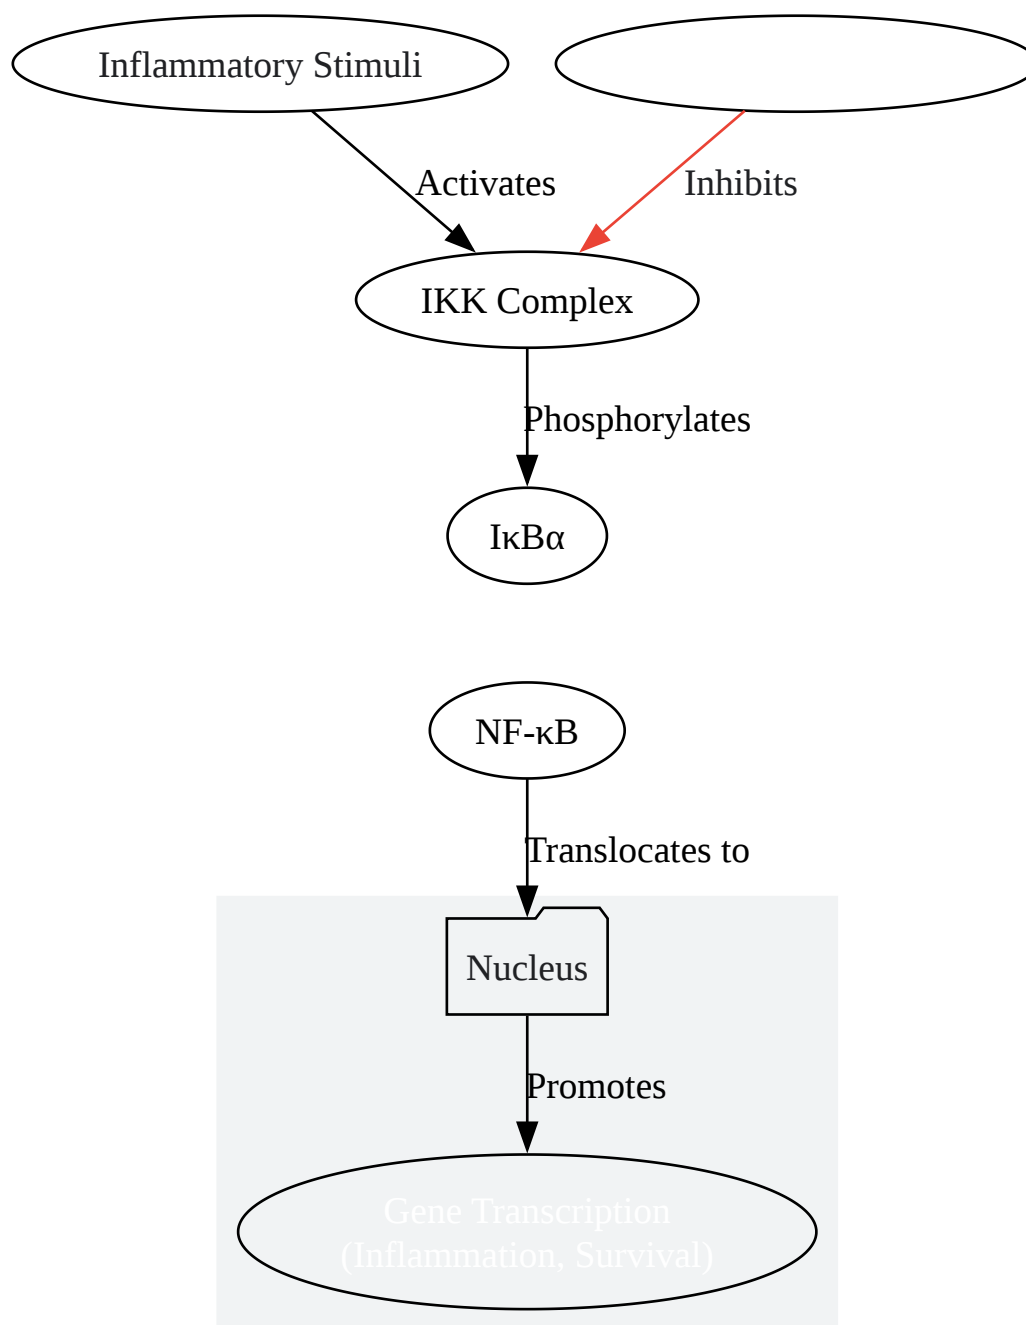 Inflammatory Stimuli
Activates
Inhibits
IKK Complex
Phosphorylates
IκBα
NF-κB
Translocates to
Nucleus
Promotes
Gene Transcription
(Inflammation, Survival)